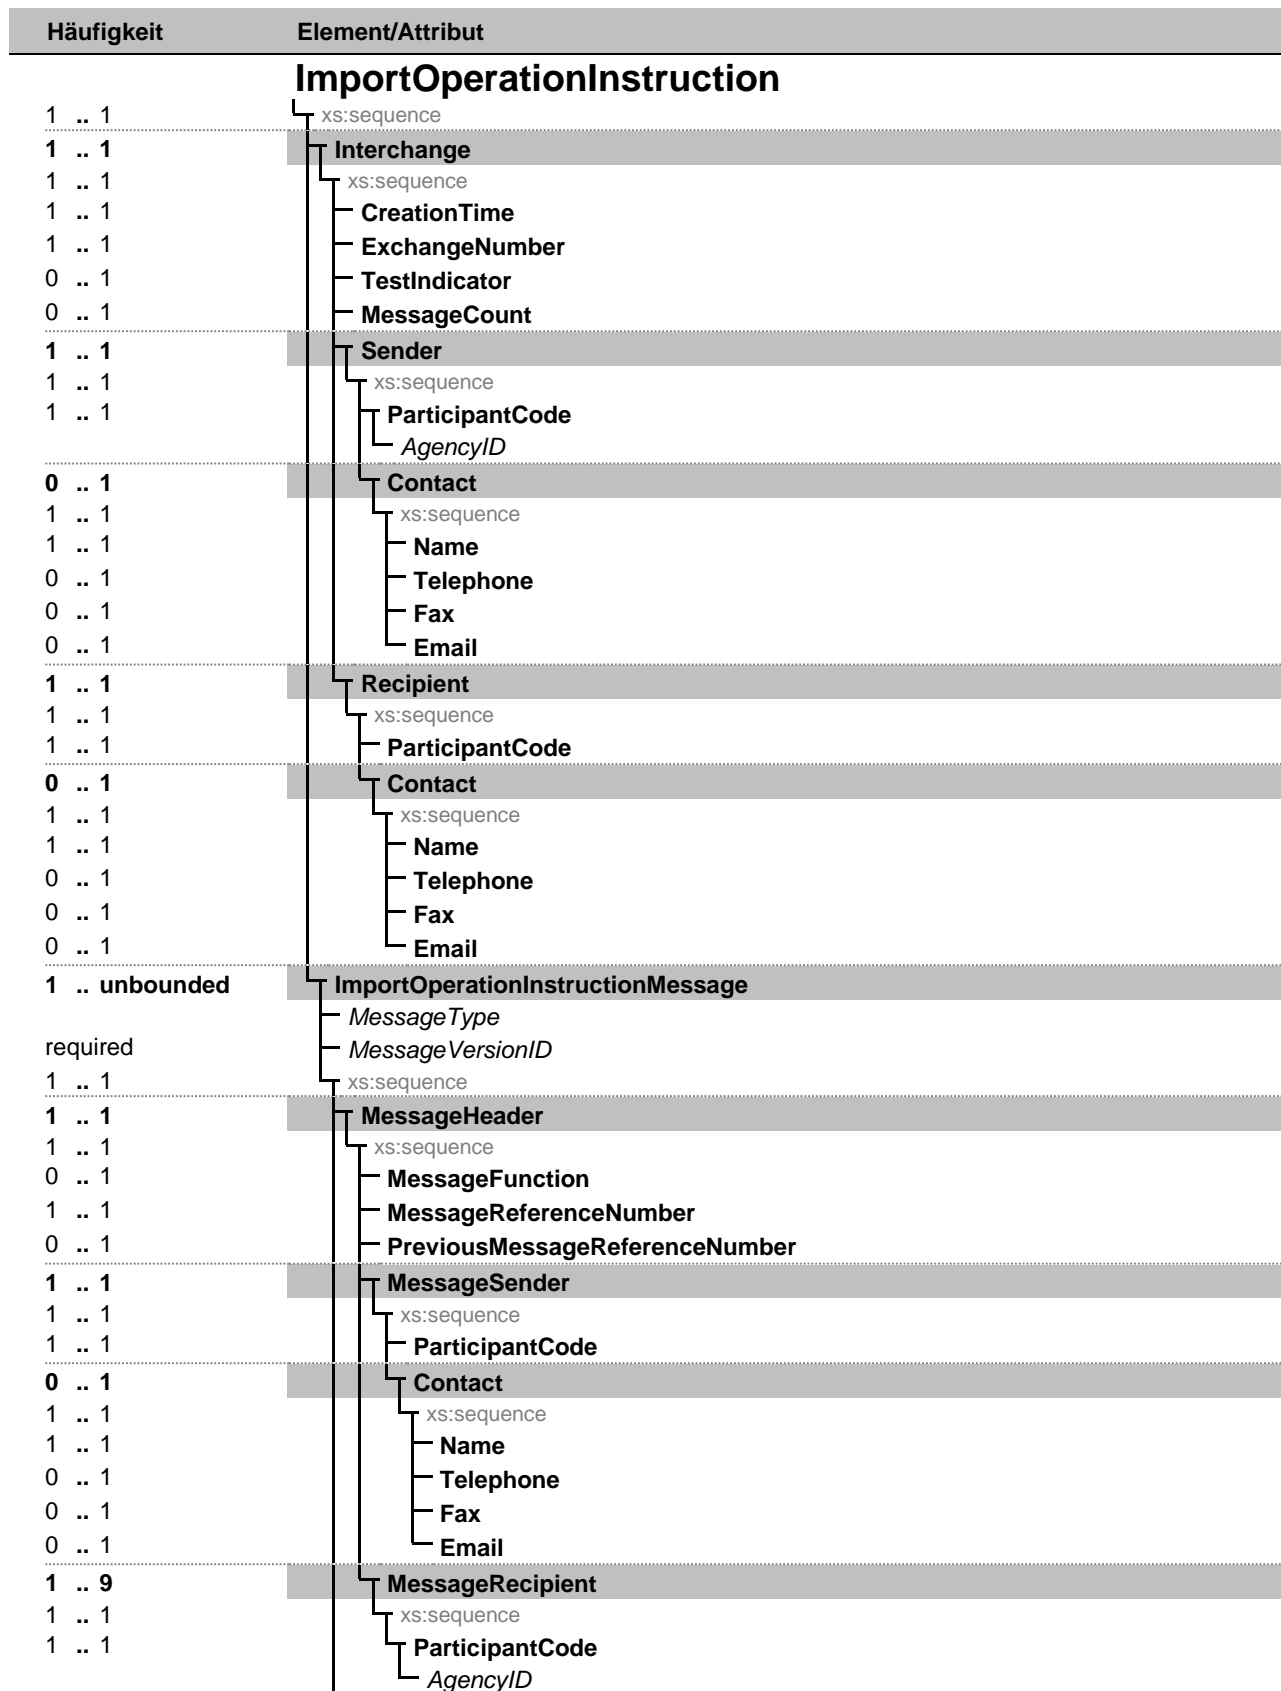 Häufigkeit Element/Attribut
ImportOperationInstruction
1 .. 1 xs:sequence
1 .. 1 Interchange
1 .. 1 xs:sequence
1 .. 1 CreationTime
1 .. 1 ExchangeNumber
0 .. 1 TestIndicator
0 .. 1 MessageCount
1 .. 1 Sender
1 .. 1 xs:sequence
1 .. 1 ParticipantCode
AgencyID
0 .. 1 Contact
1 .. 1 xs:sequence
1 .. 1 Name
0 .. 1 Telephone
0 .. 1 Fax
0 .. 1 Email
1 .. 1 Recipient
1 .. 1 xs:sequence
1 .. 1 ParticipantCode
0 .. 1 Contact
1 .. 1 xs:sequence
1 .. 1 Name
0 .. 1 Telephone
0 .. 1 Fax
0 .. 1 Email
1 .. unbounded ImportOperationInstructionMessage
MessageType
required MessageVersionID
1 .. 1 xs:sequence
1 .. 1 MessageHeader
1 .. 1 xs:sequence
0 .. 1 MessageFunction
1 .. 1 MessageReferenceNumber
0 .. 1 PreviousMessageReferenceNumber
1 .. 1 MessageSender
1 .. 1 xs:sequence
1 .. 1 ParticipantCode
0 .. 1 Contact
1 .. 1 xs:sequence
1 .. 1 Name
0 .. 1 Telephone
0 .. 1 Fax
0 .. 1 Email
1 .. 9 MessageRecipient
1 .. 1 xs:sequence
1 .. 1 ParticipantCode
AgencyID